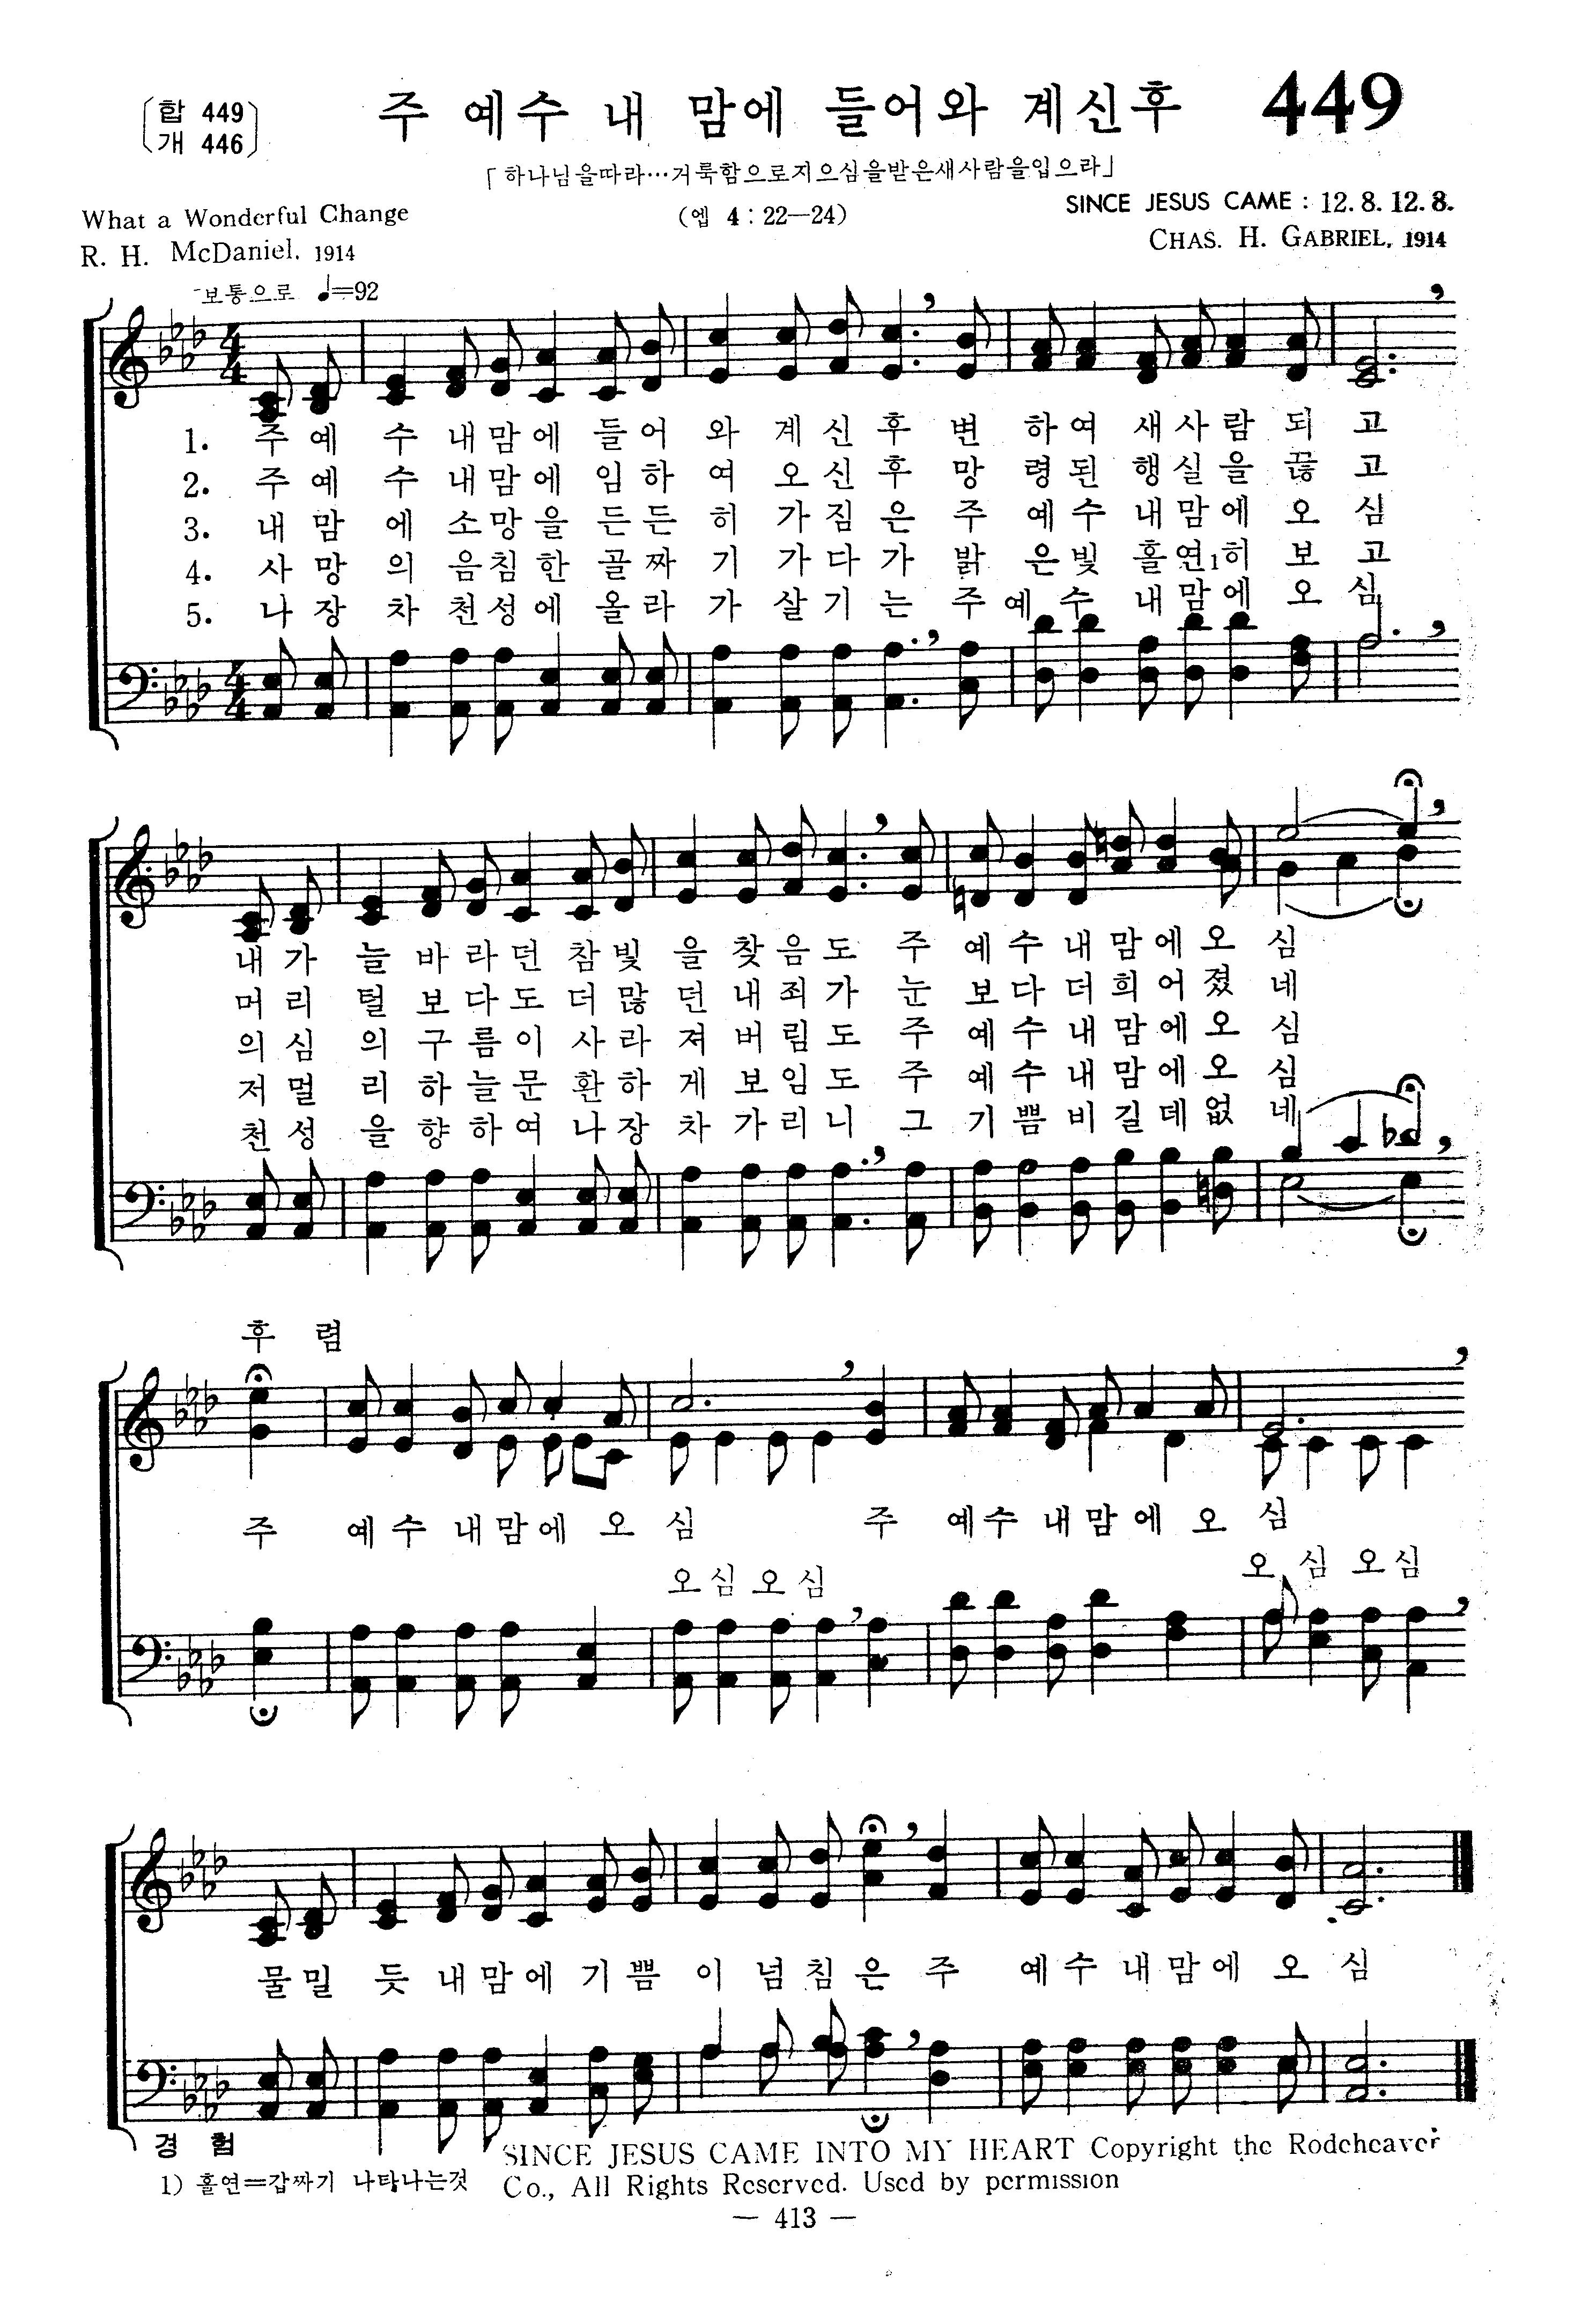 합 449
개 446
주 예수 내 맘에 들어와 계신후 449
「하나님을따라…거룩함으로지으심을받은새사람을입으라」
(엡 4 : 22—24)
What a Wonderful Change
R. H. McDaniel, 1914
SINCE JESUS CAME : 12. 8. 12. 8.
CHAS. H. GABRIEL, 1914
보통으로 ♩=92
1. 주 예 수 내 맘 에 들 어 와 계 신 후 변 하 여 새 사 람 되 고
2. 주 예 수 내 맘 에 임 하 여 오 신 후 망 령 된 행 실 을 끊 고
3. 내 맘 에 소 망 을 든 든 히 가 짐 은 주 예 수 내 맘 에 오 심
4. 사 망 의 음 침 한 골 짜 기 가 다 가 밝 은 빛 홀 연 1 히 보 고
5. 나 장 차 천 성 에 올 라 가 살 기 는 주 예 수 내 맘 에 오 심
내 가 늘 바 라 던 참 빛 을 찾 음 도 주 예 수 내 맘 에 오 심
머 리 털 보 다 도 더 많 던 내 죄 가 눈 보 다 더 희 어 졌 네
의 심 의 구 름 이 사 라 져 버 림 도 주 예 수 내 맘 에 오 심
저 멀 리 하 늘 문 환 하 게 보 임 도 주 예 수 내 맘 에 오 심
천 성 을 향 하 여 나 장 차 가 리 니 그 기 쁨 비 길 데 없 네
후 렴
주 예 수 내 맘 에 오 심 주 예 수 내 맘 에 오 심
오 심 오 심 오 심 오 심
물 밀 듯 내 맘 에 기 쁨 이 넘 침 은 주 예 수 내 맘 에 오 심
경 험
1) 홀연=갑짜기 나타나는것
SINCE JESUS CAME INTO MY HEART Copyright the Rodeheaver
Co., All Rights Reserved. Used by permission
— 413 —